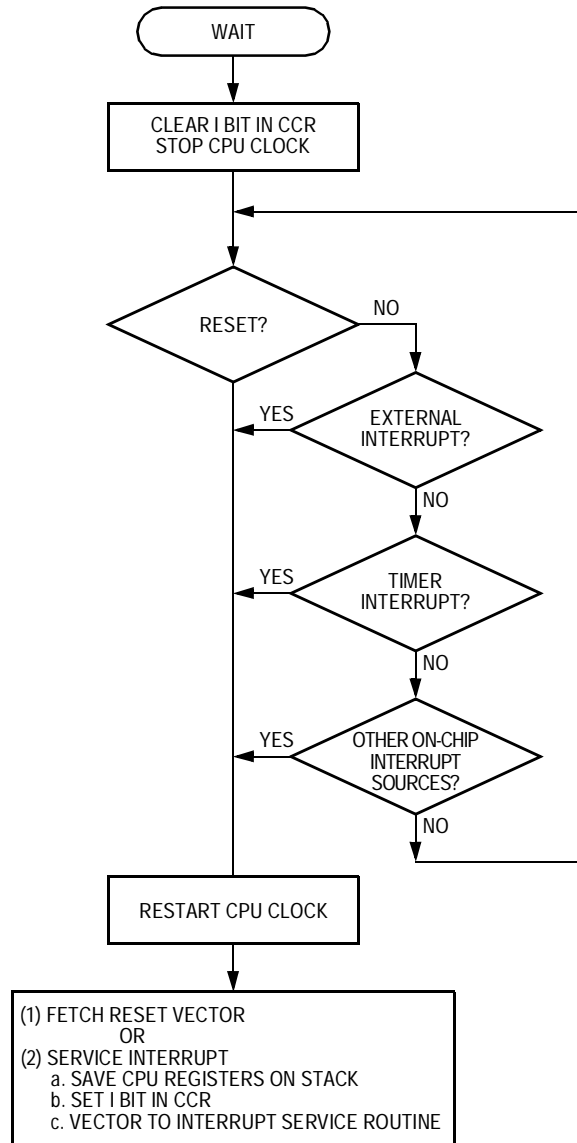 WAIT
CLEAR I BIT IN CCR
STOP CPU CLOCK
RESET?
NO
YES
EXTERNAL
INTERRUPT?
NO
YES
TIMER
INTERRUPT?
NO
YES
OTHER ON-CHIP
INTERRUPT
SOURCES?
NO
RESTART CPU CLOCK
(1) FETCH RESET VECTOR
OR
(2) SERVICE INTERRUPT
a. SAVE CPU REGISTERS ON STACK
b. SET I BIT IN CCR
c. VECTOR TO INTERRUPT SERVICE ROUTINE